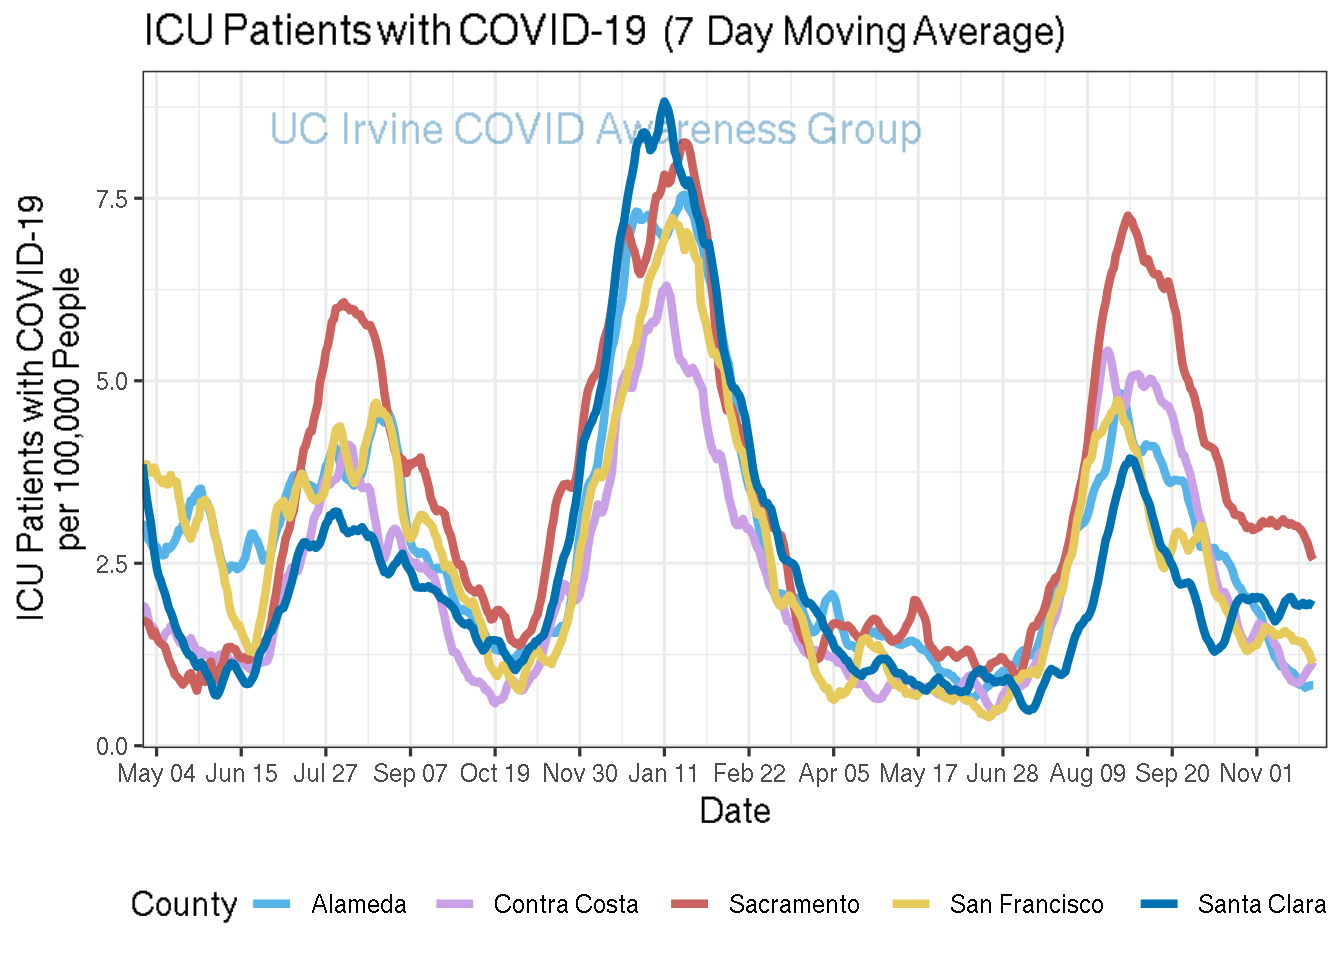 ICU Patients with COVID-19 (7 Day Moving Average)
UC Irvine COVID Awareness Group
ICU Patients with COVID-19
per 100,000 People
7.5
5.0
2.5
0.0
May 04 Jun 15 Jul 27 Sep 07 Oct 19 Nov 30 Jan 11 Feb 22 Apr 05 May 17 Jun 28 Aug 09 Sep 20 Nov 01
Date
County Alameda Contra Costa Sacramento San Francisco Santa Clara